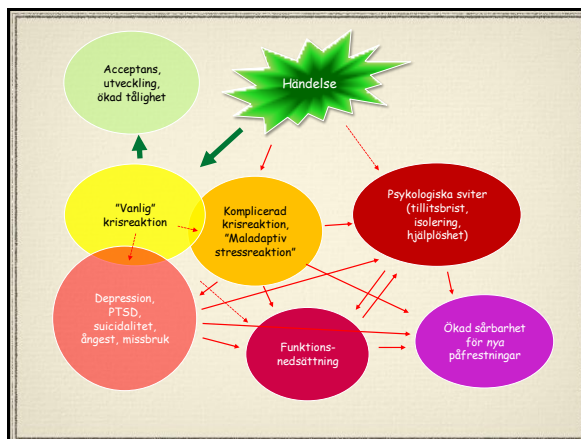 Acceptans,
utveckling,
ökad tålighet
Händelse
”Vanlig”
krisreaktion
Komplicerad
krisreaktion,
”Maladaptiv
stressreaktion”
Psykologiska sviter
(tillitsbrist,
isolering,
hjälplöshet)
Depression,
PTSD,
suicidalitet,
ångest, missbruk
Funktions-
nedsättning
Ökad sårbarhet
för nya
påfrestningar